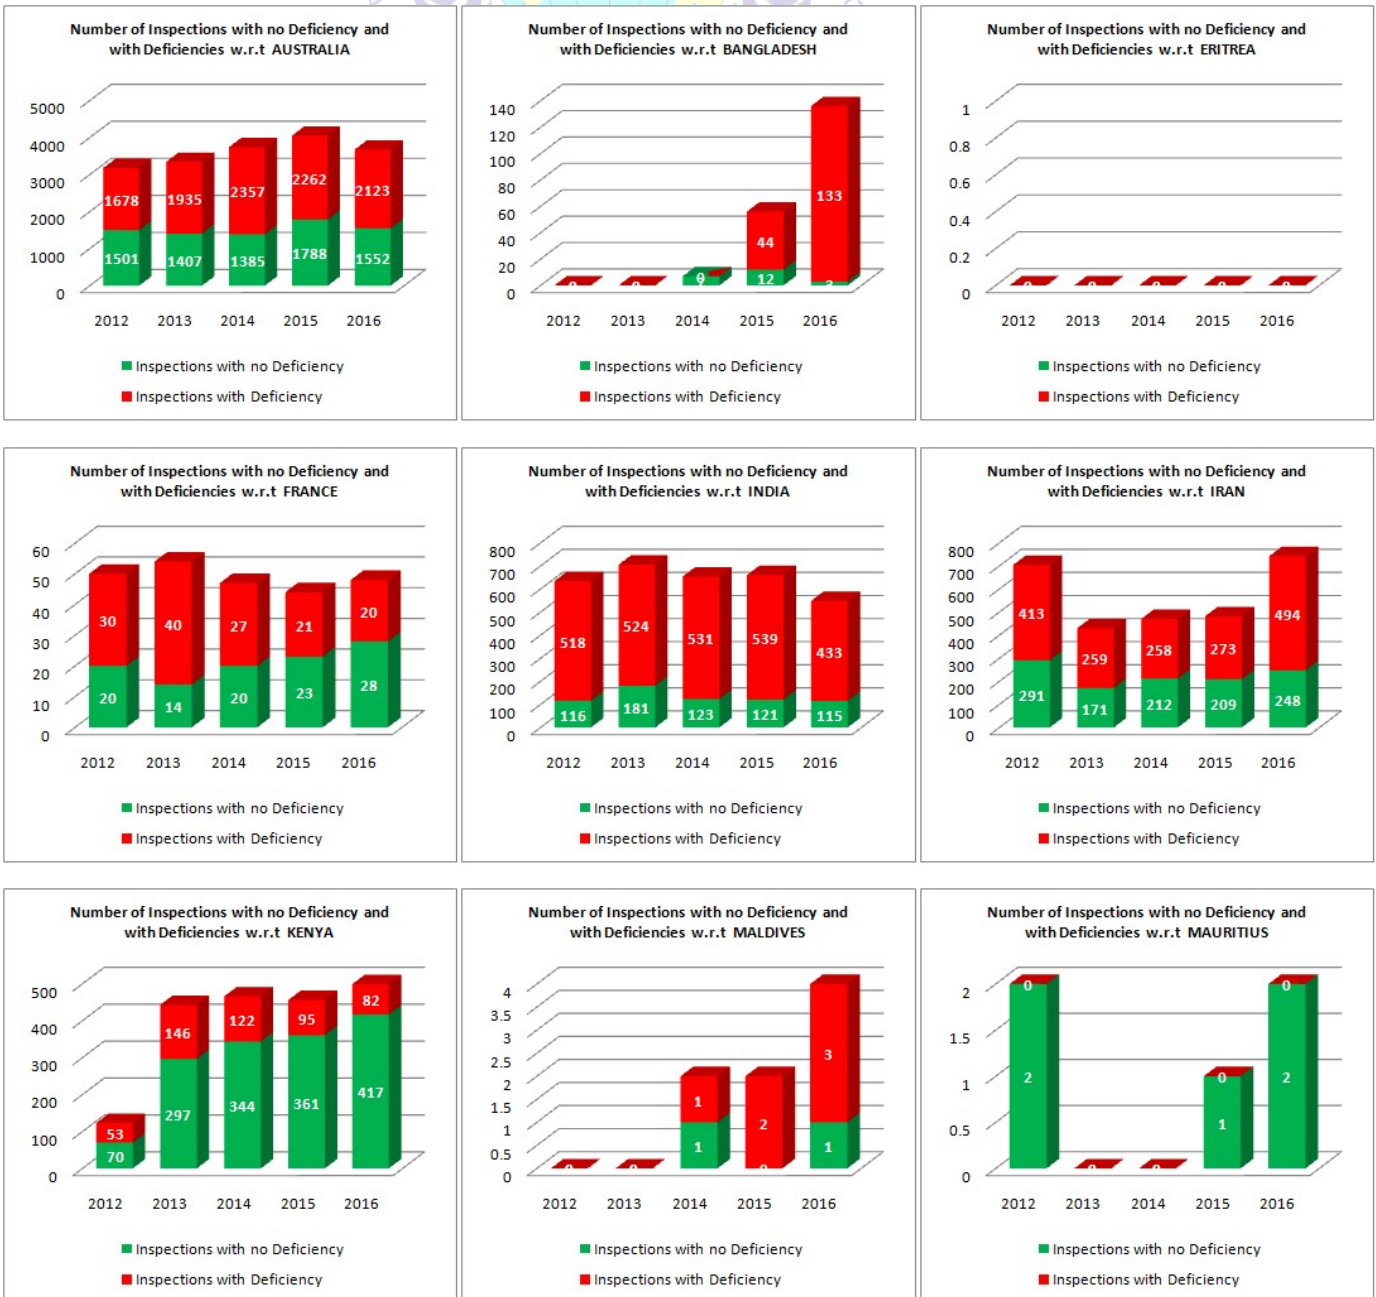 Number of Inspections with no Deficiency and
with Deficiencies w.r.t AUSTRALIA
5000
4000
3000
2000
1000
0
1678
1935
2357
2262
2123
1501
1407
1385
1788
1552
2012 2013 2014 2015 2016
Inspections with no Deficiency
Inspections with Deficiency
Number of Inspections with no Deficiency and
with Deficiencies w.r.t BANGLADESH
140
120
100
80
60
40
20
0
133
44
0 0 0 12 3
2012 2013 2014 2015 2016
Inspections with no Deficiency
Inspections with Deficiency
Number of Inspections with no Deficiency and
with Deficiencies w.r.t ERITREA
1
0.8
0.6
0.4
0.2
0
0 0 0 0 0
2012 2013 2014 2015 2016
Inspections with no Deficiency
Inspections with Deficiency
Number of Inspections with no Deficiency and
with Deficiencies w.r.t FRANCE
60
50
40
30
20
10
0
30 40 27 21 20
20 14 20 23 28
2012 2013 2014 2015 2016
Inspections with no Deficiency
Inspections with Deficiency
Number of Inspections with no Deficiency and
with Deficiencies w.r.t INDIA
800
700
600
500
400
300
200
100
0
518 524 531 539 433
116 181 123 121 115
2012 2013 2014 2015 2016
Inspections with no Deficiency
Inspections with Deficiency
Number of Inspections with no Deficiency and
with Deficiencies w.r.t IRAN
800
700
600
500
400
300
200
100
0
413 259 258 273 494
291 171 212 209 248
2012 2013 2014 2015 2016
Inspections with no Deficiency
Inspections with Deficiency
Number of Inspections with no Deficiency and
with Deficiencies w.r.t KENYA
500
400
300
200
100
0
53 146 122 95 82
70 297 344 361 417
2012 2013 2014 2015 2016
Inspections with no Deficiency
Inspections with Deficiency
Number of Inspections with no Deficiency and
with Deficiencies w.r.t MALDIVES
4
3.5
3
2.5
2
1.5
1
0.5
0
1 2 3
0 0 1 0 1
2012 2013 2014 2015 2016
Inspections with no Deficiency
Inspections with Deficiency
Number of Inspections with no Deficiency and
with Deficiencies w.r.t MAURITIUS
2
1.5
1
0.5
0
0 0 0 0 0
2 1 2
2012 2013 2014 2015 2016
Inspections with no Deficiency
Inspections with Deficiency